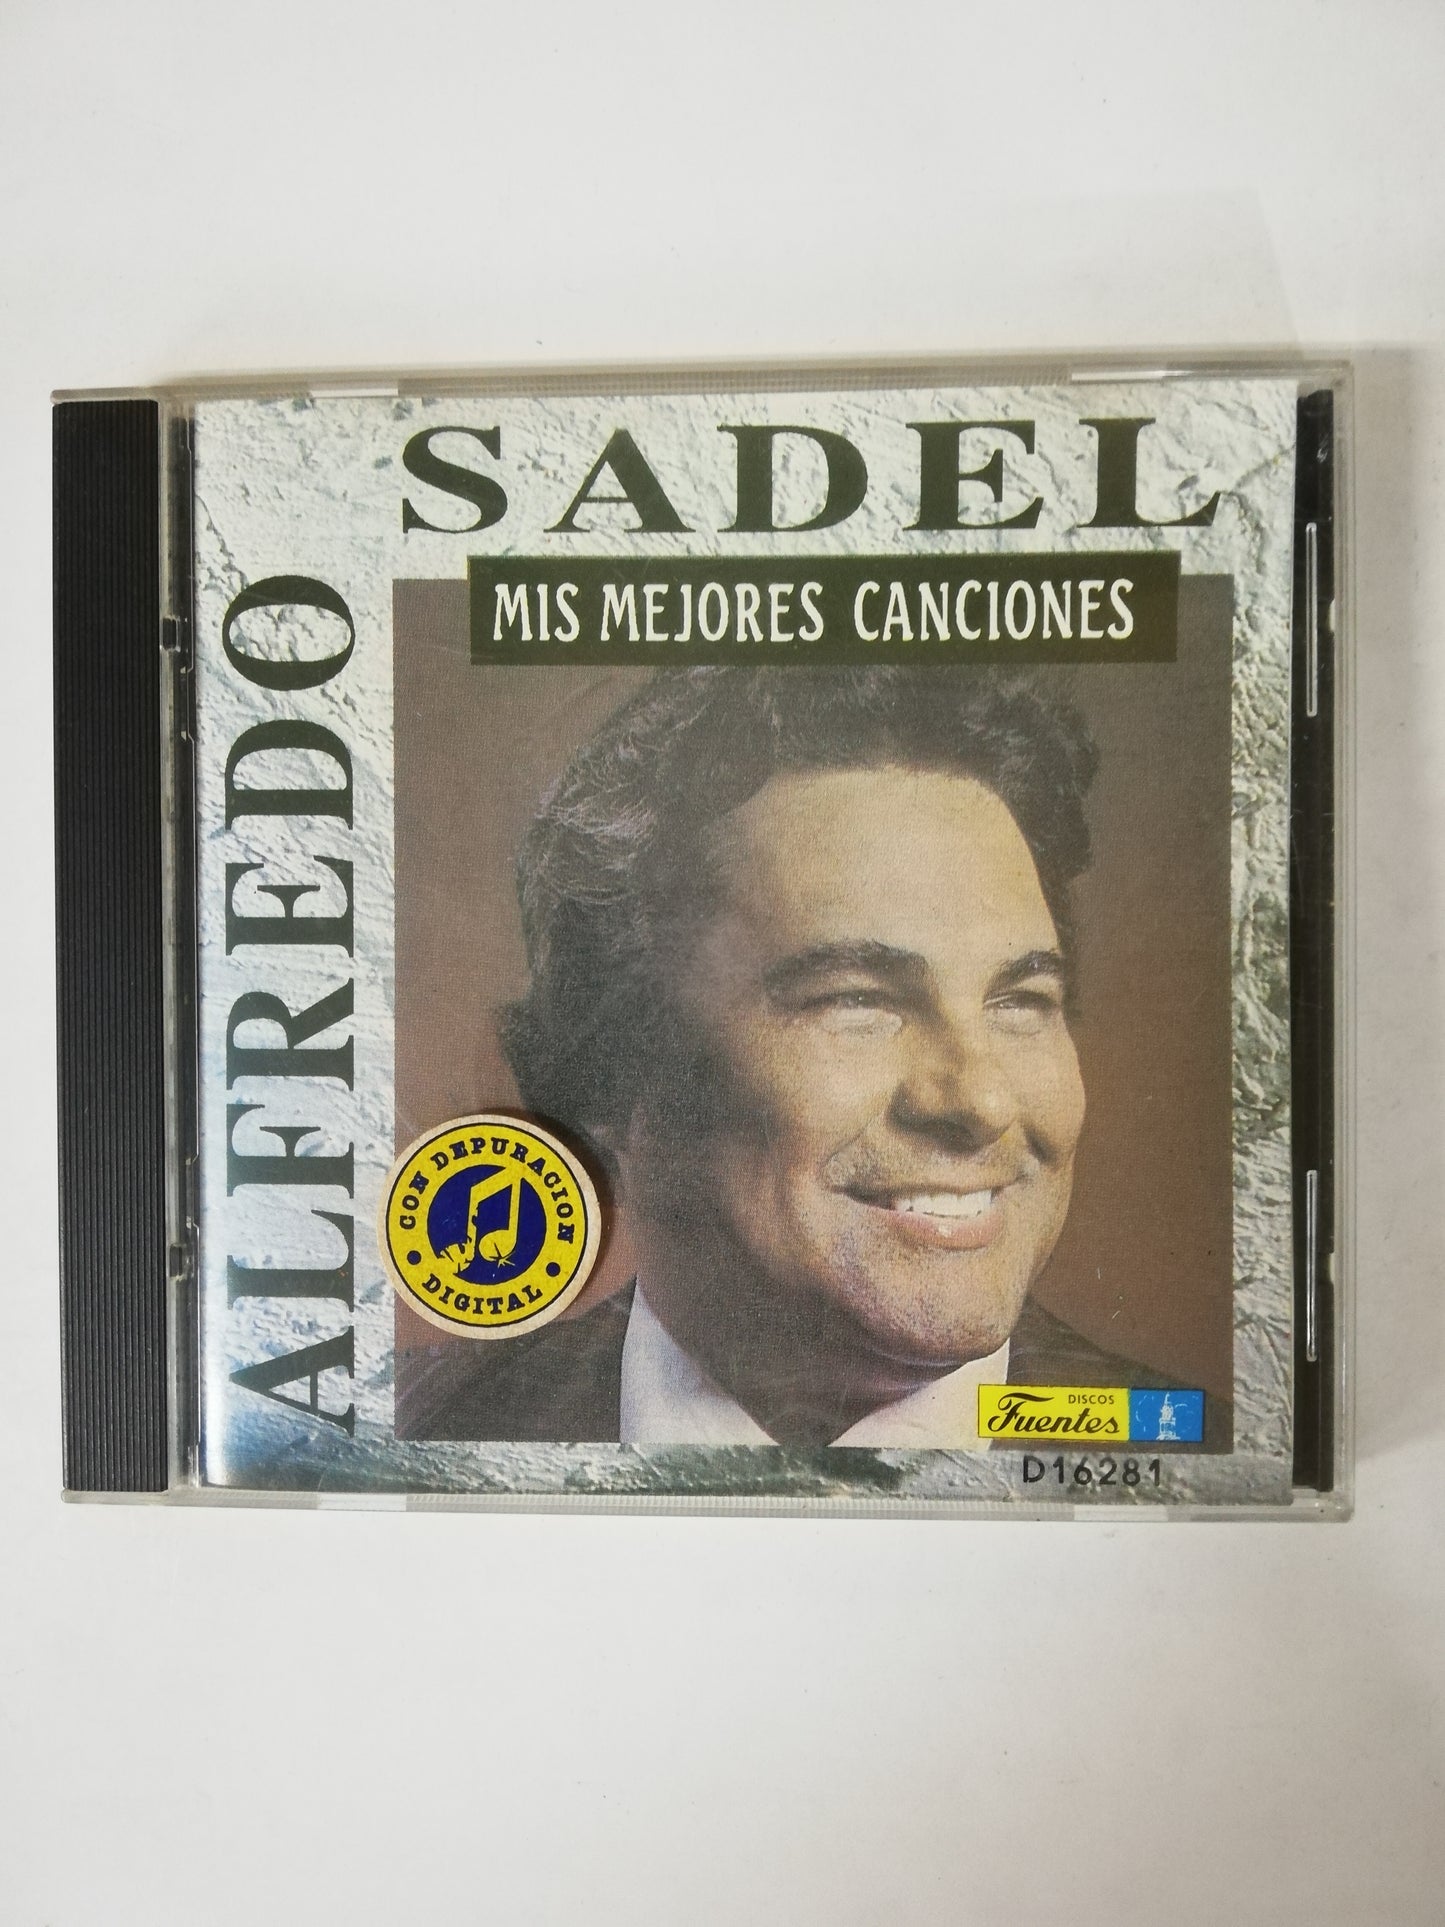 ALFREDO
SADEL
MIS MEJORES CANCIONES
CON DEPURACION
• DIGITAL •
DISCOS
Fuentes
D16281